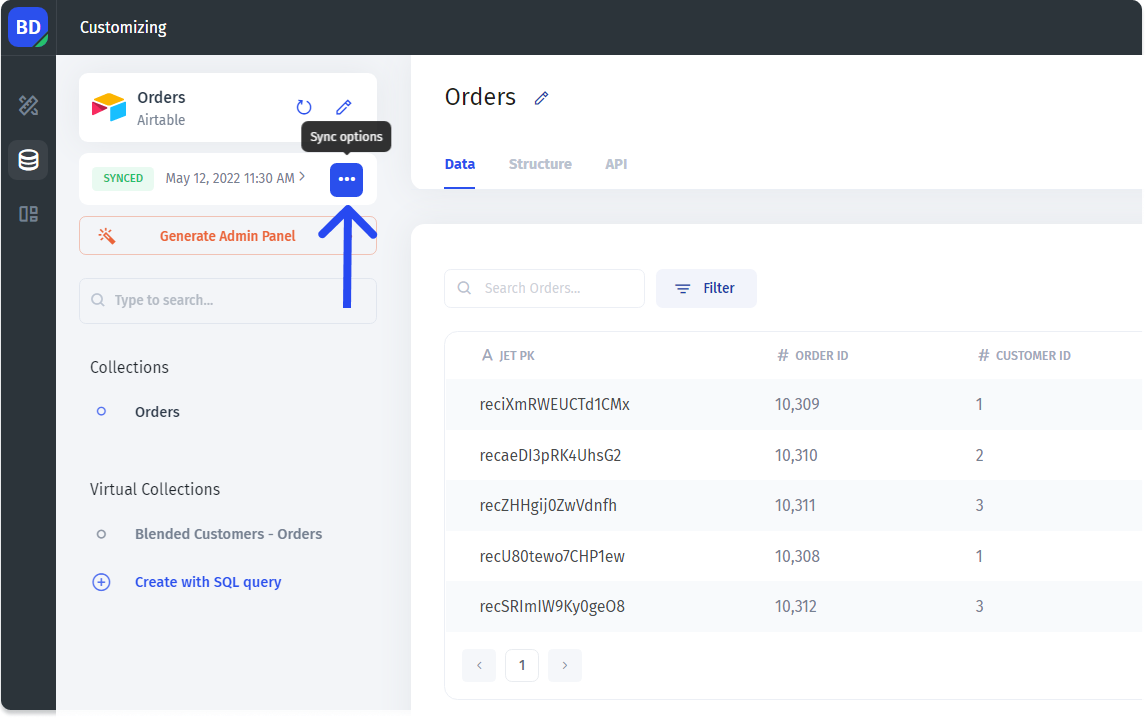 BD
Customizing
Orders
Airtable
Sync options
SYNCED May 12, 2022 11:30 AM
Generate Admin Panel
Type to search...
Collections
Orders
Virtual Collections
Blended Customers - Orders
Create with SQL query
Orders
Data Structure API
Search Orders... Filter
A JET PK # ORDER ID # CUSTOMER ID
reciXmRWEUCTd1CMx 10,309 1
recaeDI3pRK4UhsG2 10,310 2
recZHHgij0ZwVdnfh 10,311 3
recU80tewo7CHP1ew 10,308 1
recSRImIW9Ky0geO8 10,312 3
1